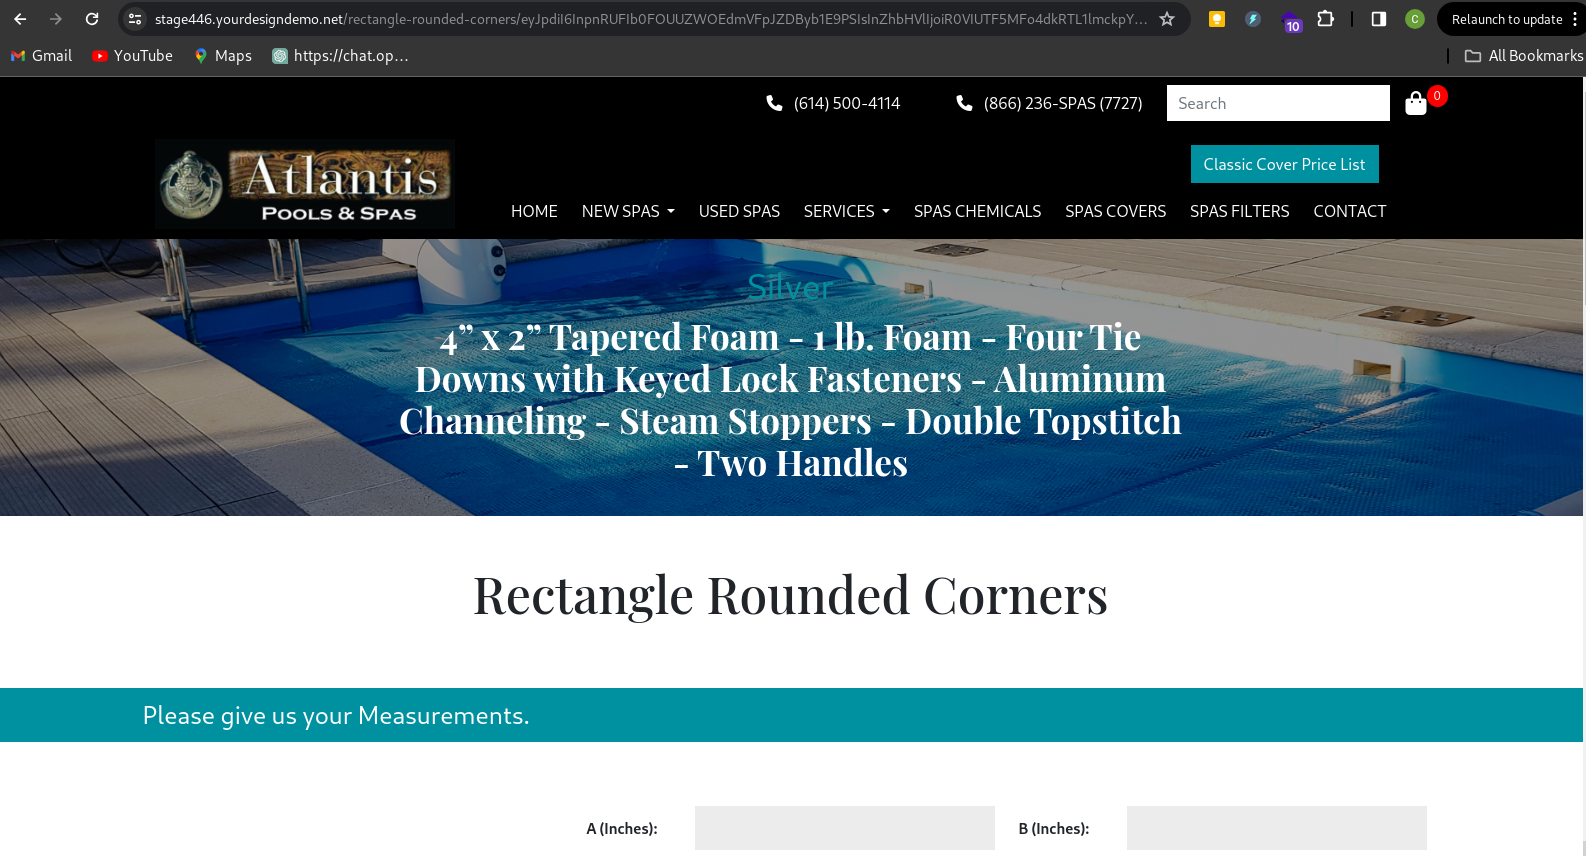 stage446.yourdesigndemo.net/rectangle-rounded-corners/
10
C
Relaunch to update
Gmail
YouTube
Maps
https://chat.op...
All Bookmarks
(614) 500-4114
(866) 236-SPAS (7727)
Search
0
Atlantis
POOLS & SPAS
Classic Cover Price List
HOME
NEW SPAS
USED SPAS
SERVICES
SPAS CHEMICALS
SPAS COVERS
SPAS FILTERS
CONTACT
Silver
4” x 2” Tapered Foam - 1 lb. Foam - Four Tie
Downs with Keyed Lock Fasteners - Aluminum
Channeling - Steam Stoppers - Double Topstitch
- Two Handles
Rectangle Rounded Corners
Please give us your Measurements.
A (Inches):
B (Inches):